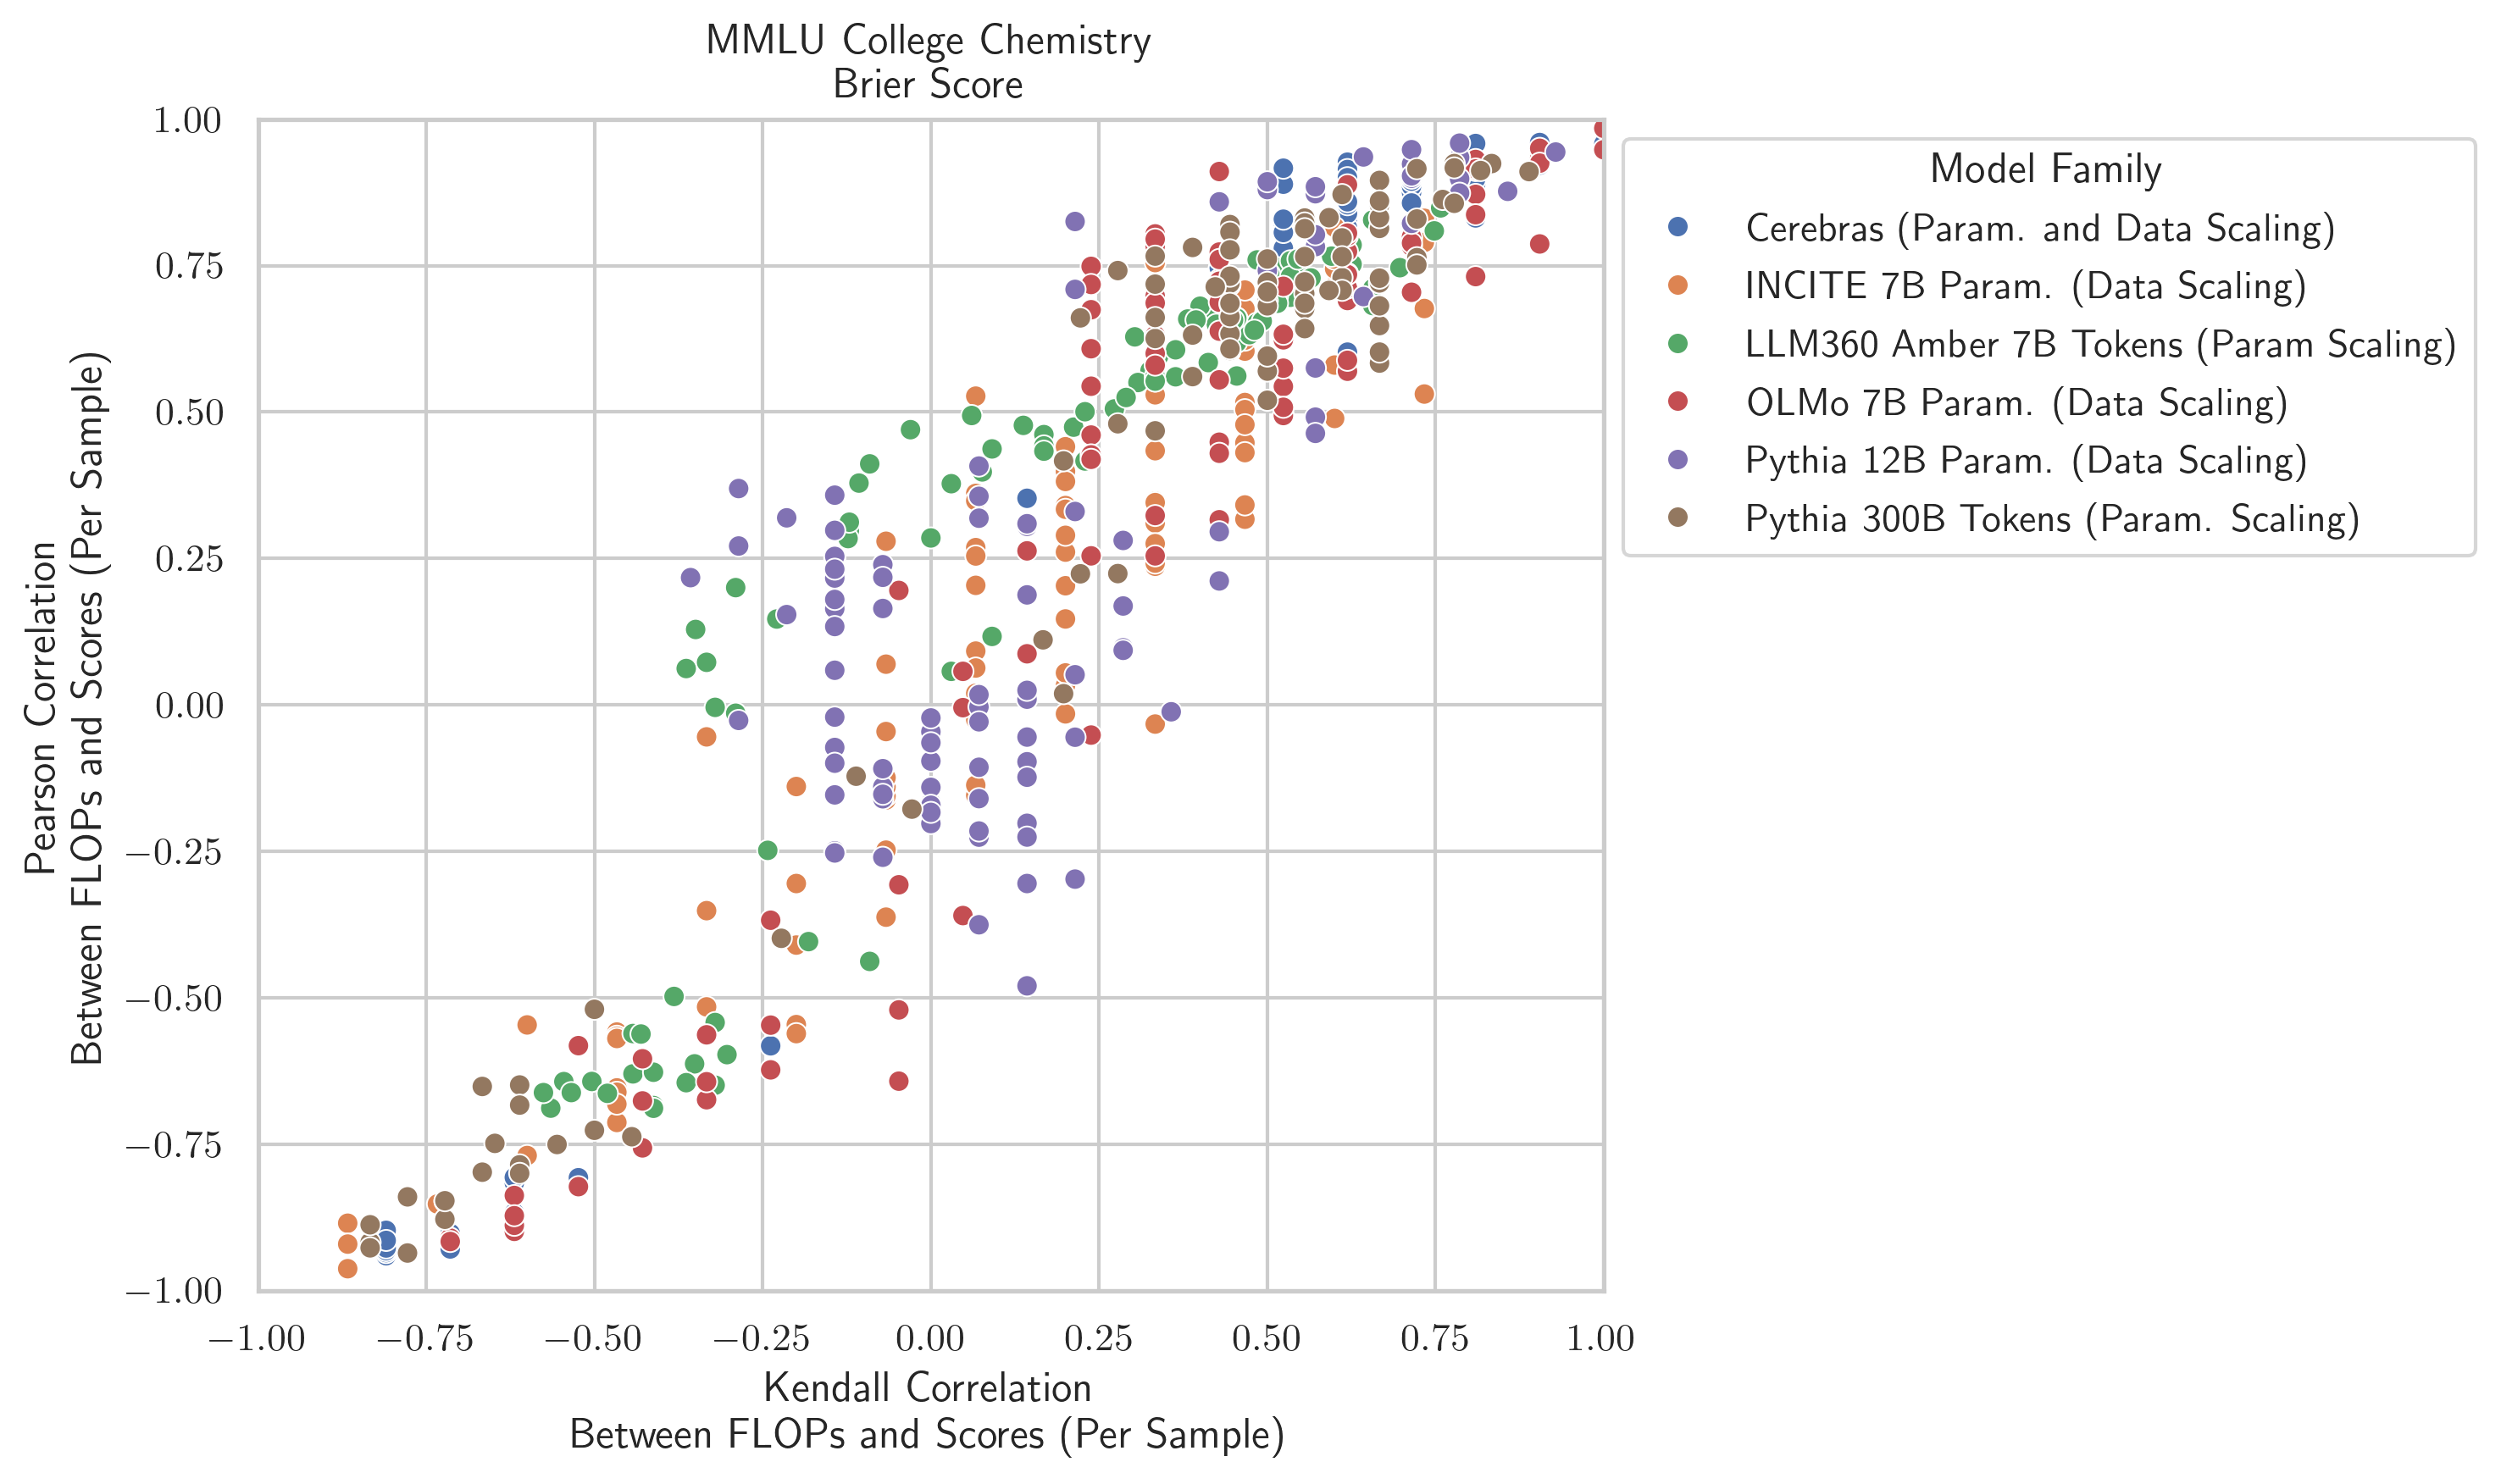 MMLU College Chemistry
Brier Score
Pearson Correlation
Between FLOPs and Scores (Per Sample)
1.00
0.75
0.50
0.25
0.00
−0.25
−0.50
−0.75
−1.00
−1.00 −0.75 −0.50 −0.25 0.00 0.25 0.50 0.75 1.00
Kendall Correlation
Between FLOPs and Scores (Per Sample)
Model Family
Cerebras (Param. and Data Scaling)
INCITE 7B Param. (Data Scaling)
LLM360 Amber 7B Tokens (Param Scaling)
OLMo 7B Param. (Data Scaling)
Pythia 12B Param. (Data Scaling)
Pythia 300B Tokens (Param. Scaling)